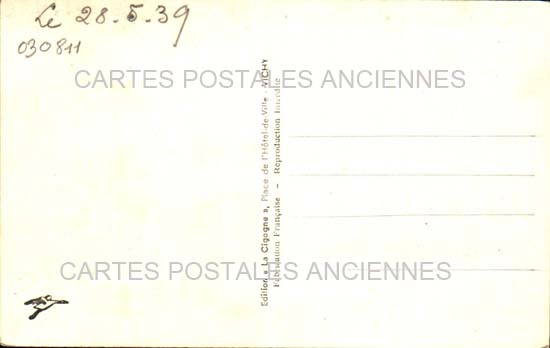 Le 28.5.39
030811
CARTES POSTALES ANCIENNES
Edition « La Cigogne », Place de l'Hôtel-de-Ville - VICHY
Fabrication Française - Reproduction Interdite
CARTES POSTALES ANCIENNES